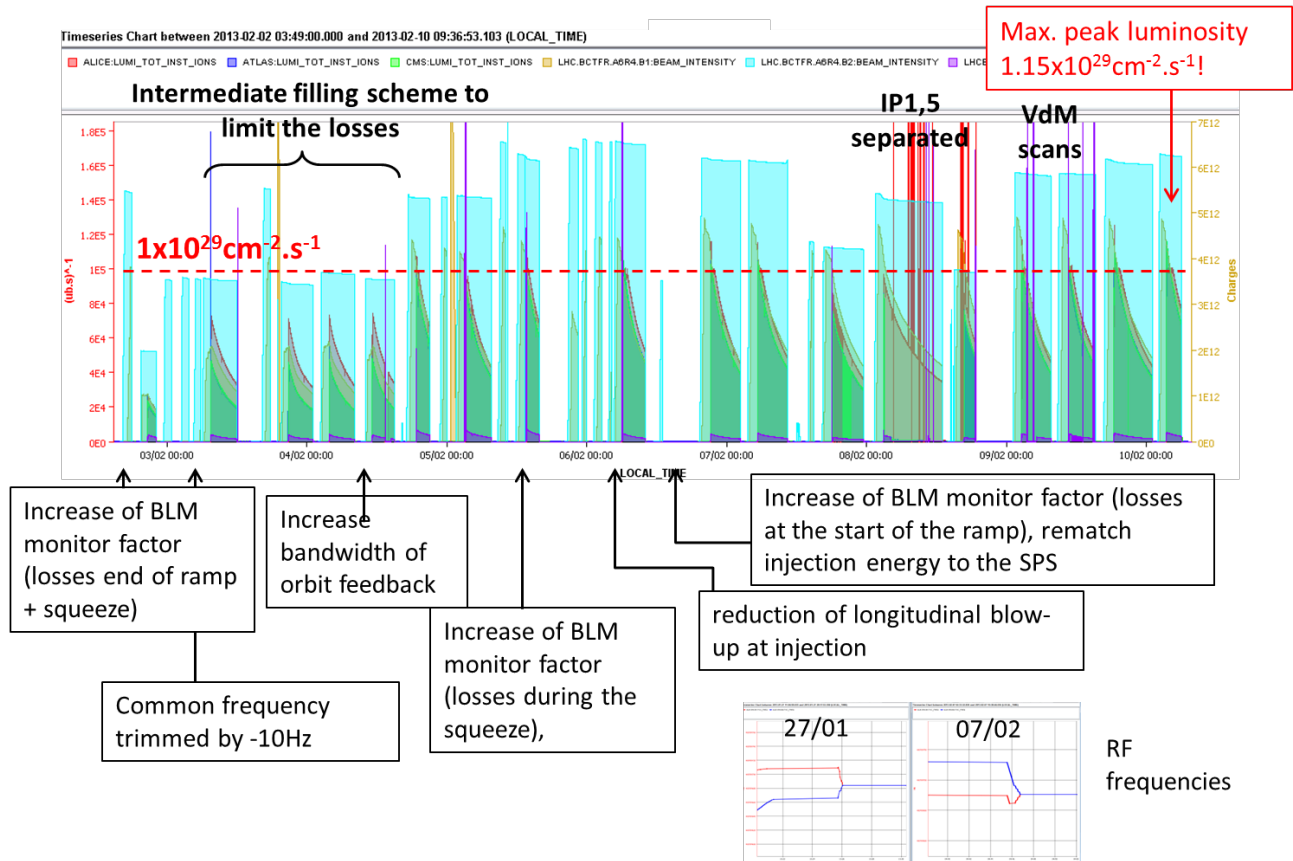 Max. peak luminosity
1.15x10²⁹cm⁻².s⁻¹!
Timeseries Chart between 2013-02-02 03:49:00.000 and 2013-02-10 09:36:53.103 (LOCAL_TIME)
ALICE:LUMI_TOT_INST_IONS ATLAS:LUMI_TOT_INST_IONS CMS:LUMI_TOT_INST_IONS LHC.BCTFR.A6R4.B1:BEAM_INTENSITY LHC.BCTFR.A6R4.B2:BEAM_INTENSITY LHCB
Intermediate filling scheme to
limit the losses
IP1,5
separated
VdM
scans
1x10²⁹cm⁻².s⁻¹
(ub.s)^-1
1.8E5
1.6E5
1.4E5
1.2E5
1E5
8E4
6E4
4E4
2E4
0E0
7E12
6E12
5E12
4E12
3E12
2E12
1E12
0E0
Charges
03/02 00:00 04/02 00:00 05/02 00:00 06/02 00:00 07/02 00:00 08/02 00:00 09/02 00:00 10/02 00:00
LOCAL_TIME
Increase of BLM
monitor factor
(losses end of ramp
+ squeeze)
Increase
bandwidth of
orbit feedback
Increase of BLM monitor factor (losses
at the start of the ramp), rematch
injection energy to the SPS
reduction of longitudinal blow-
up at injection
Increase of BLM
monitor factor
(losses during the
squeeze),
Common frequency
trimmed by -10Hz
27/01
07/02
RF
frequencies